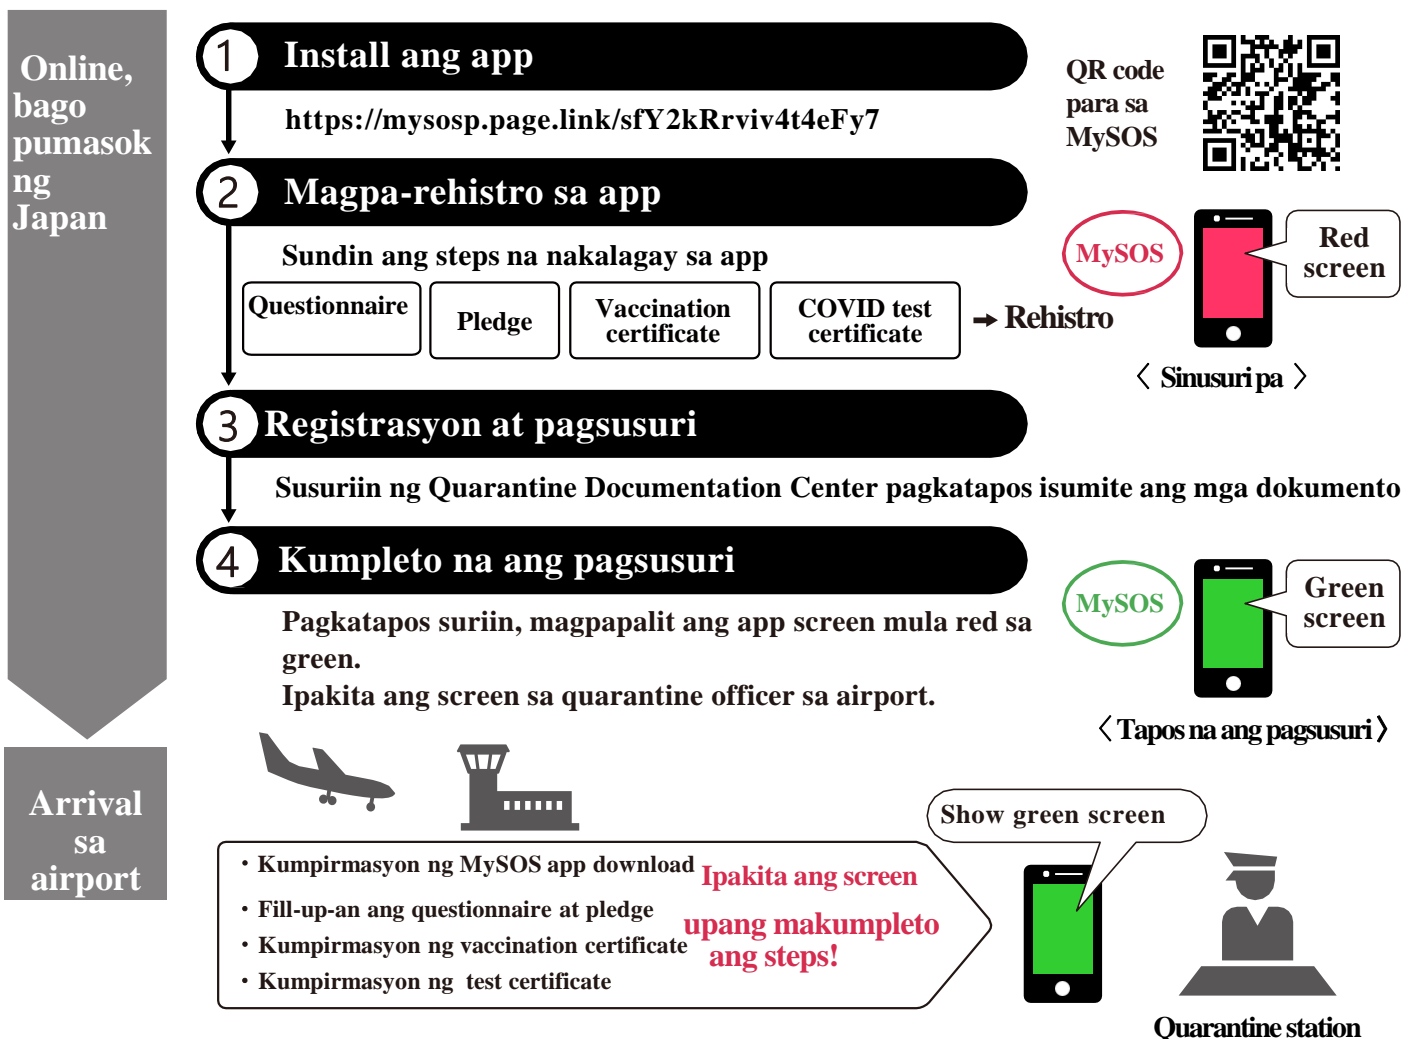 Online,
bago
pumasok
ng
Japan
1 Install ang app
https://mysosp.page.link/sfY2kRrviv4t4eFy7
QR code
para sa
MySOS
2 Magpa-rehistro sa app
Sundin ang steps na nakalagay sa app
Questionnaire
Pledge
Vaccination
certificate
COVID test
certificate
→ Rehistro
MySOS
Red
screen
〈 Sinusuri pa 〉
3 Registrasyon at pagsusuri
Susuriin ng Quarantine Documentation Center pagkatapos isumite ang mga dokumento
4 Kumpleto na ang pagsusuri
Pagkatapos suriin, magpapalit ang app screen mula red sa
green.
Ipakita ang screen sa quarantine officer sa airport.
MySOS
Green
screen
〈 Tapos na ang pagsusuri 〉
Arrival
sa
airport
・Kumpirmasyon ng MySOS app download
・Fill-up-an ang questionnaire at pledge
・Kumpirmasyon ng vaccination certificate
・Kumpirmasyon ng test certificate
Ipakita ang screen
upang makumpleto
ang steps!
Show green screen
Quarantine station